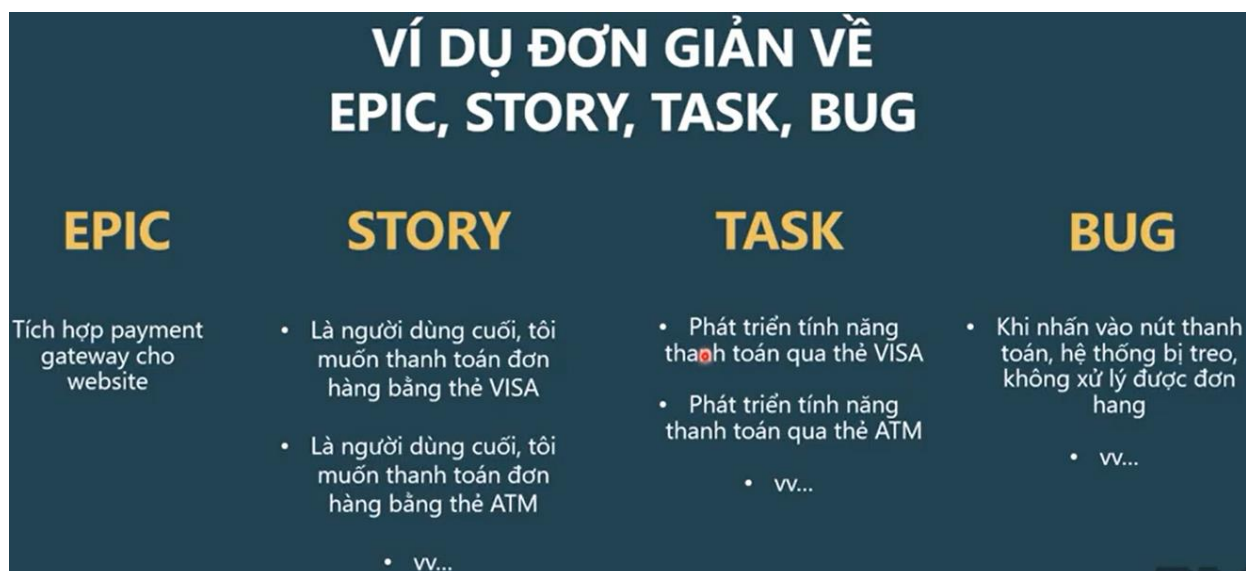 VÍ DỤ ĐƠN GIẢN VỀ
EPIC, STORY, TASK, BUG
EPIC
Tích hợp payment
gateway cho
website
STORY
• Là người dùng cuối, tôi
muốn thanh toán đơn
hàng bằng thẻ VISA
• Là người dùng cuối, tôi
muốn thanh toán đơn
hàng bằng thẻ ATM
• vv...
TASK
• Phát triển tính năng
thanh toán qua thẻ VISA
• Phát triển tính năng
thanh toán qua thẻ ATM
• vv...
BUG
• Khi nhấn vào nút thanh
toán, hệ thống bị treo,
không xử lý được đơn
hang
• vv...